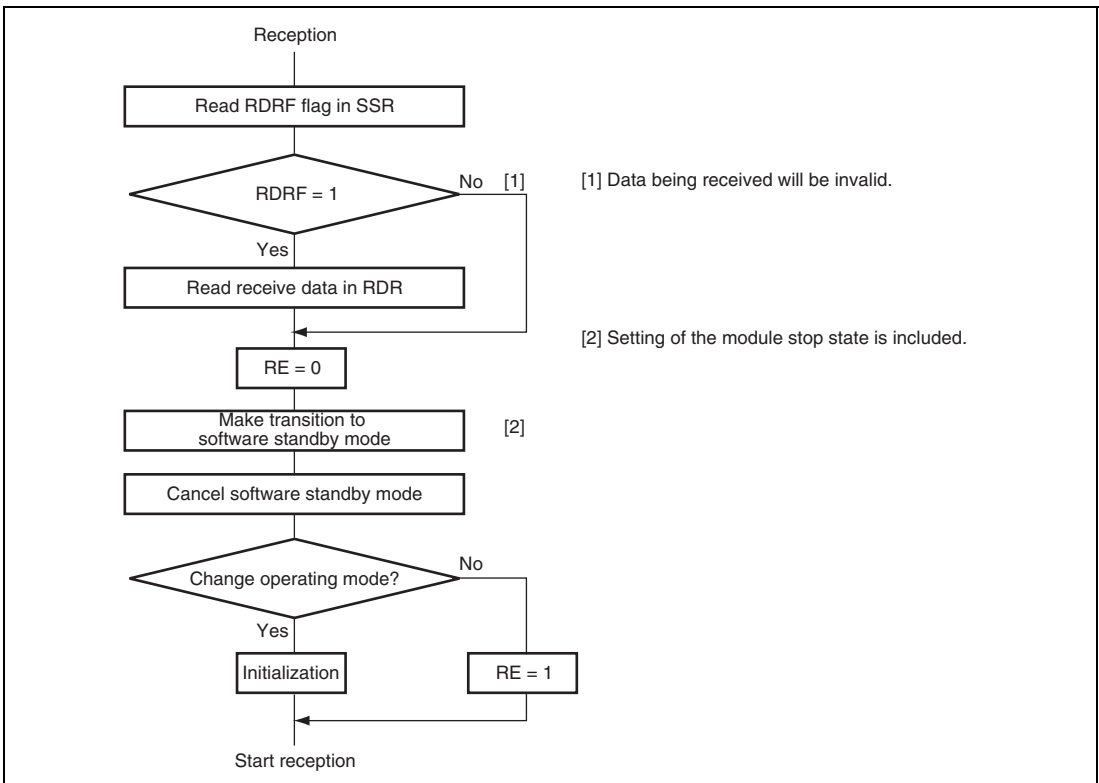 Reception
Read RDRF flag in SSR
RDRF = 1
No [1]
[1] Data being received will be invalid.
Yes
Read receive data in RDR
[2] Setting of the module stop state is included.
RE = 0
Make transition to
software standby mode
[2]
Cancel software standby mode
Change operating mode?
No
Yes
Initialization
RE = 1
Start reception